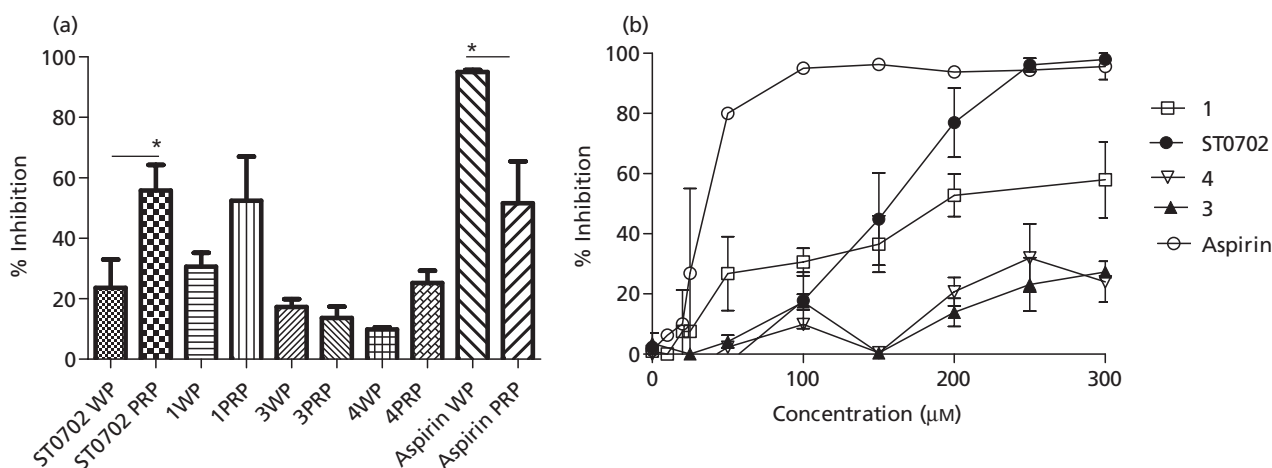 (a)
100
80
60
40
20
0
% Inhibition
*
*
ST0702 WP
ST0702 PRP
1WP
1PRP
3WP
3PRP
4WP
4PRP
Aspirin WP
Aspirin PRP
(b)
100
80
60
40
20
0
% Inhibition
0 100 200 300
Concentration (μM)
1
ST0702
4
3
Aspirin